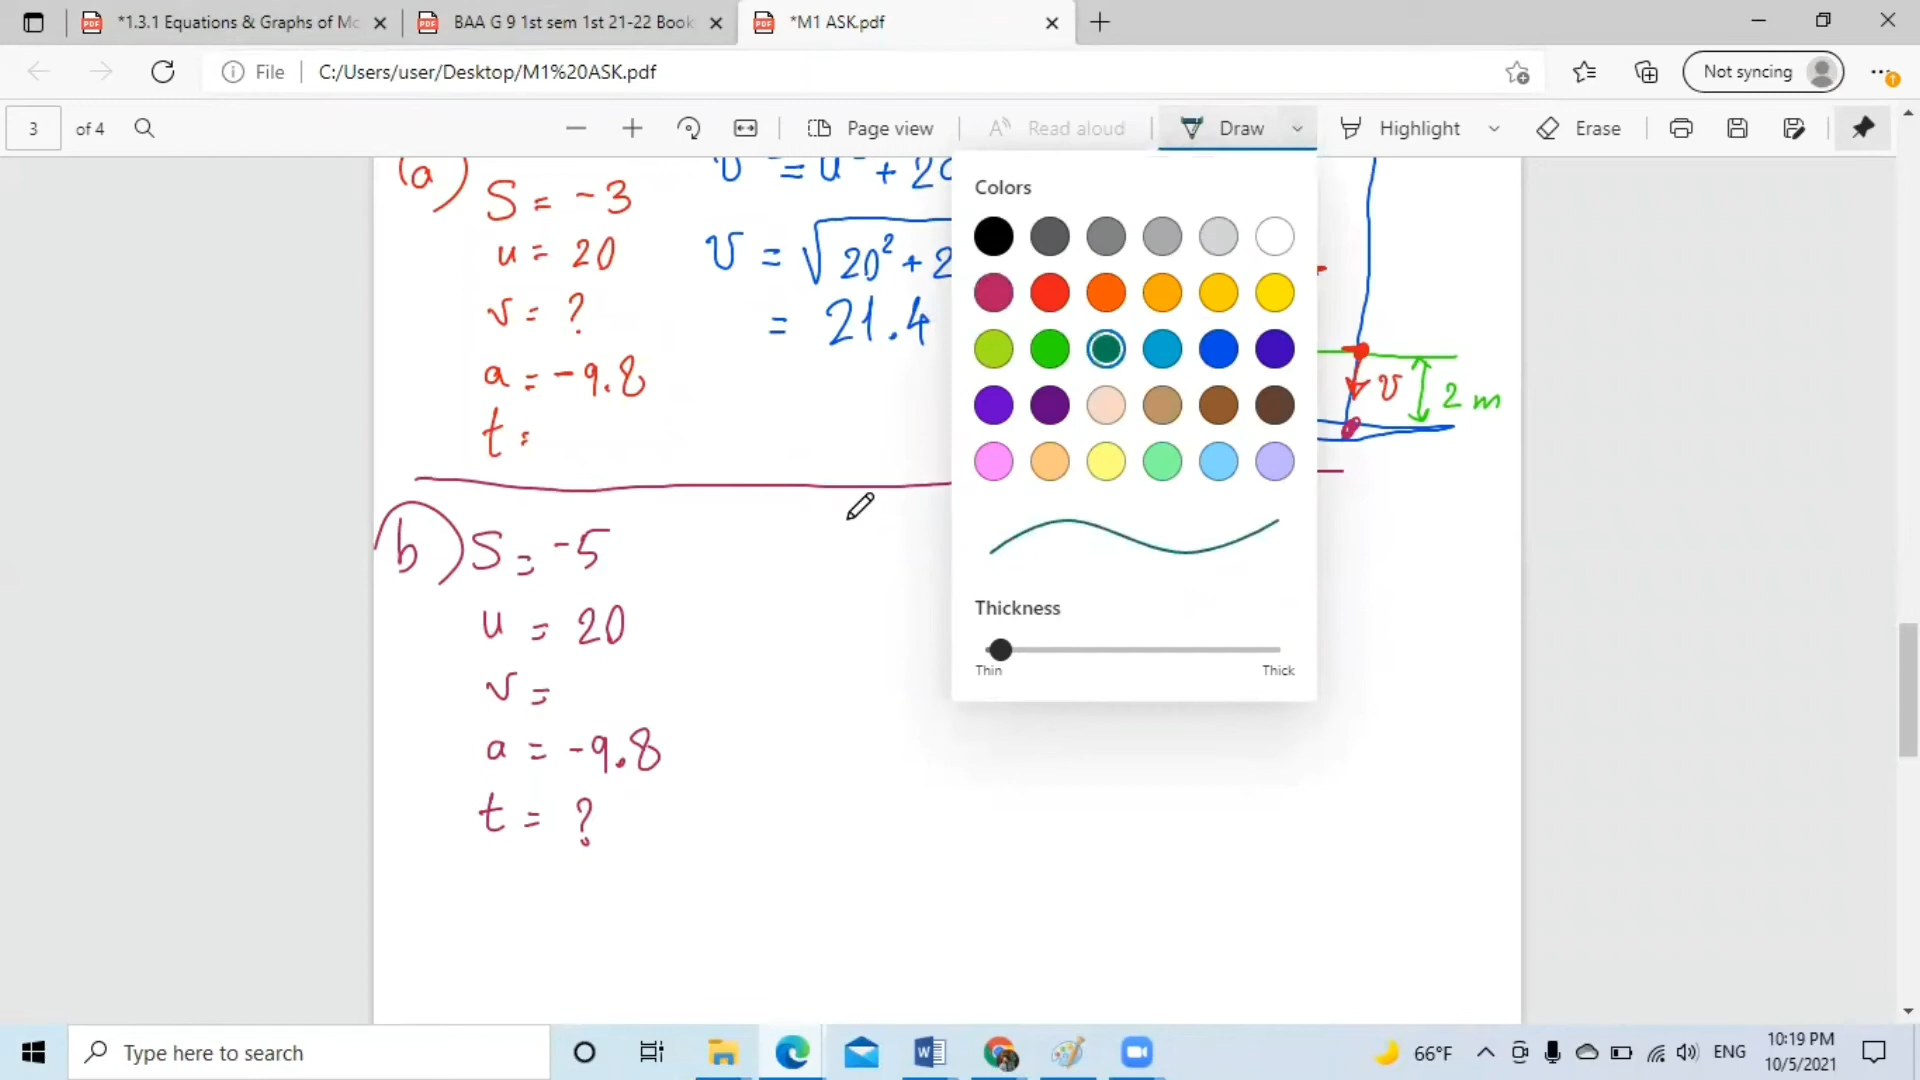 *1.3.1 Equations & Graphs of Mc
BAA G 9 1st sem 1st 21-22 Book
*M1 ASK.pdf
File
C:/Users/user/Desktop/M1%20ASK.pdf
Not syncing
3 of 4
Page view
Read aloud
Draw
Highlight
Erase
(a)
S = -3
u = 20
v = ?
a = -9.8
t =
v = u + 2
v = √20² + 2
= 21.4
v
2 m
Colors
Thickness
Thin
Thick
b) S = -5
u = 20
v =
a = -9.8
t = ?
Type here to search
66°F
ENG
10:19 PM
10/5/2021